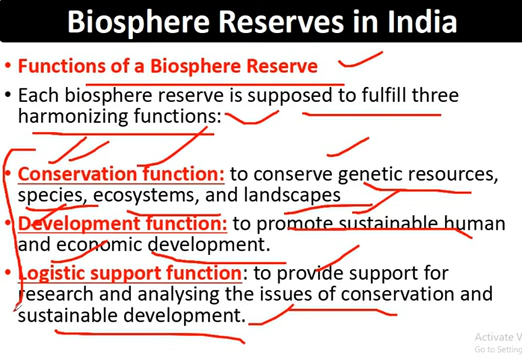 Biosphere Reserves in India
• Functions of a Biosphere Reserve
• Each biosphere reserve is supposed to fulfill three
harmonizing functions:
• Conservation function: to conserve genetic resources,
species, ecosystems, and landscapes
• Development function: to promote sustainable human
and economic development.
• Logistic support function: to provide support for
research and analysing the issues of conservation and
sustainable development.
Activate
Go to Setting